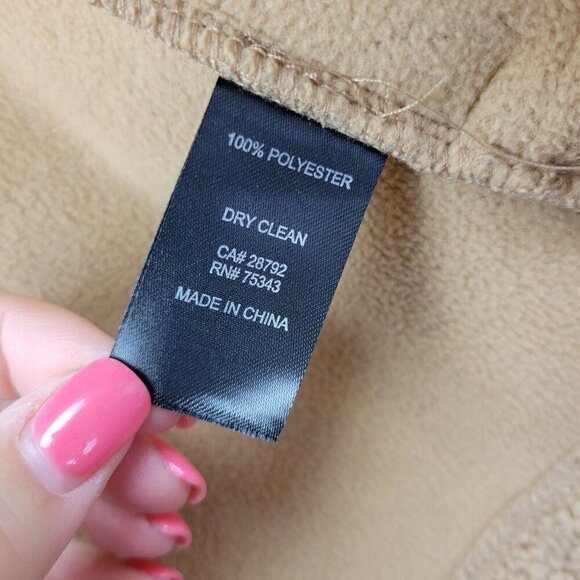 100% POLYESTER
DRY CLEAN
CA# 28792
RN# 75343
MADE IN CHINA